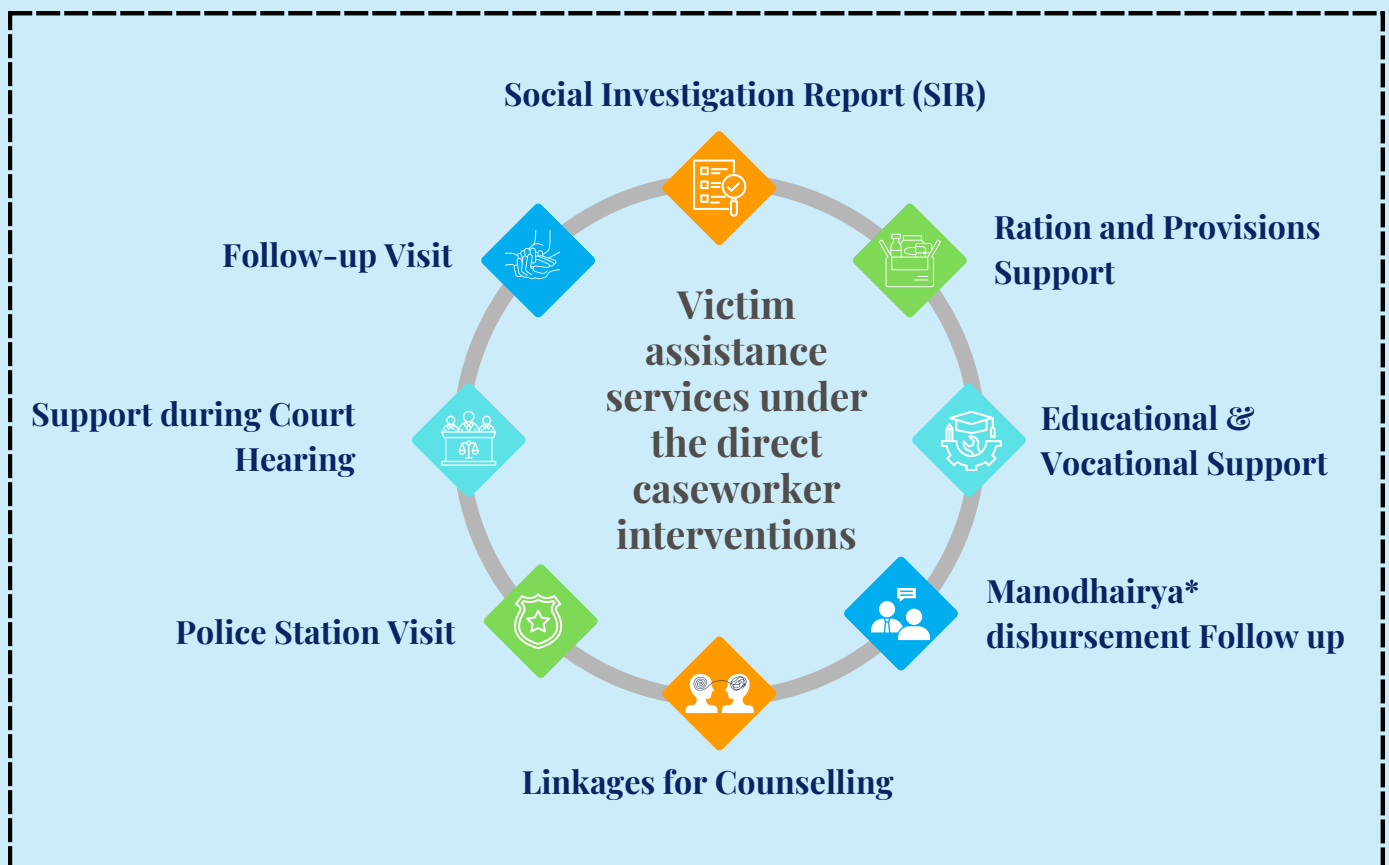 Social Investigation Report (SIR)
Ration and Provisions
Support
Educational &
Vocational Support
Manodhairya*
disbursement Follow up
Linkages for Counselling
Police Station Visit
Support during Court
Hearing
Follow-up Visit
Victim
assistance
services under
the direct
caseworker
interventions